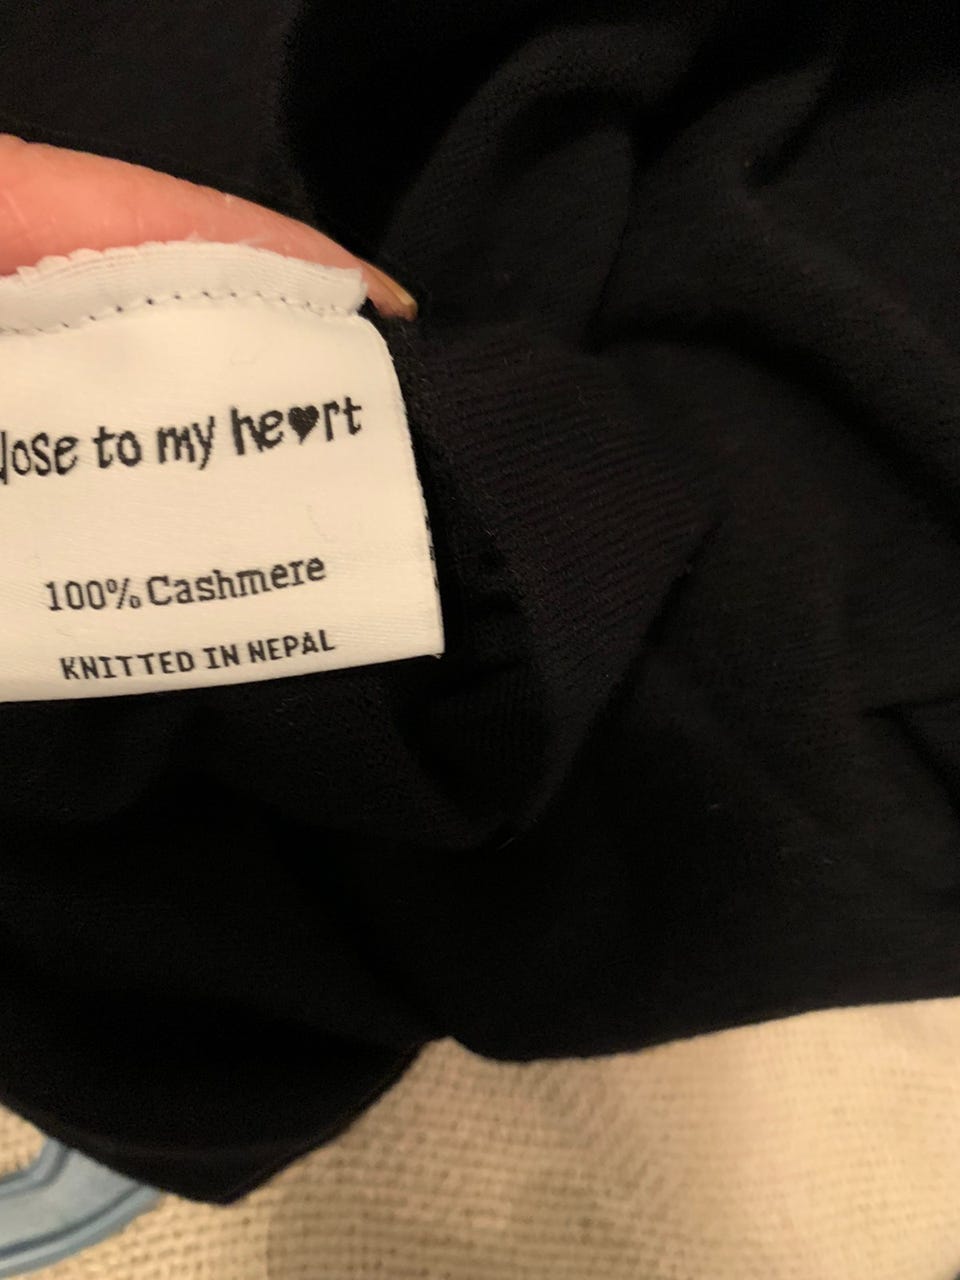 lose to my he♥rt
100% Cashmere
KNITTED IN NEPAL